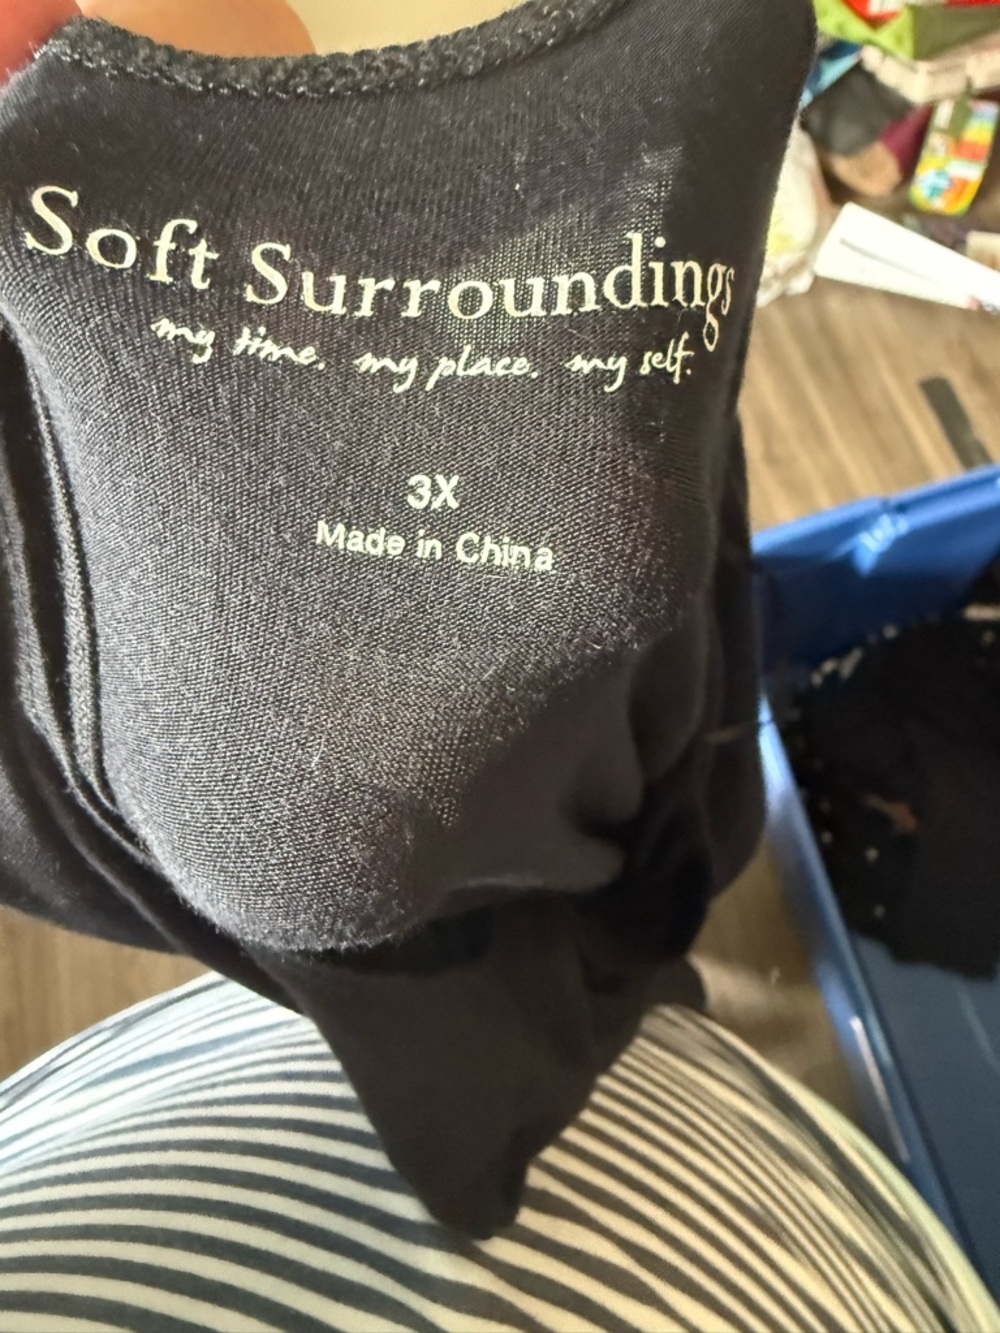 Soft Surroundings
my time. my place. my self.
3X
Made in China